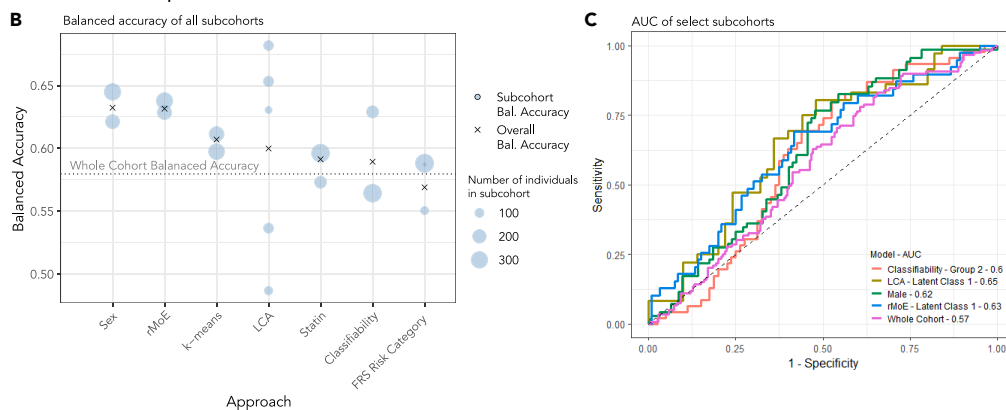 B
Balanced accuracy of all subcohorts
Balanced Accuracy
0.65
0.60
0.55
0.50
Whole Cohort Balanaced Accuracy
Sex
rMoE
k-means
LCA
Statin
Classifiability
FRS Risk Category
Approach
Subcohort
Bal. Accuracy
Overall
Bal. Accuracy
Number of individuals
in subcohort
100
200
300
C
AUC of select subcohorts
Sensitivity
1.00
0.75
0.50
0.25
0.00
Model - AUC
Classifiability - Group 2 - 0.6
LCA - Latent Class 1 - 0.65
Male - 0.62
rMoE - Latent Class 1 - 0.63
Whole Cohort - 0.57
0.00
0.25
0.50
0.75
1.00
1 - Specificity